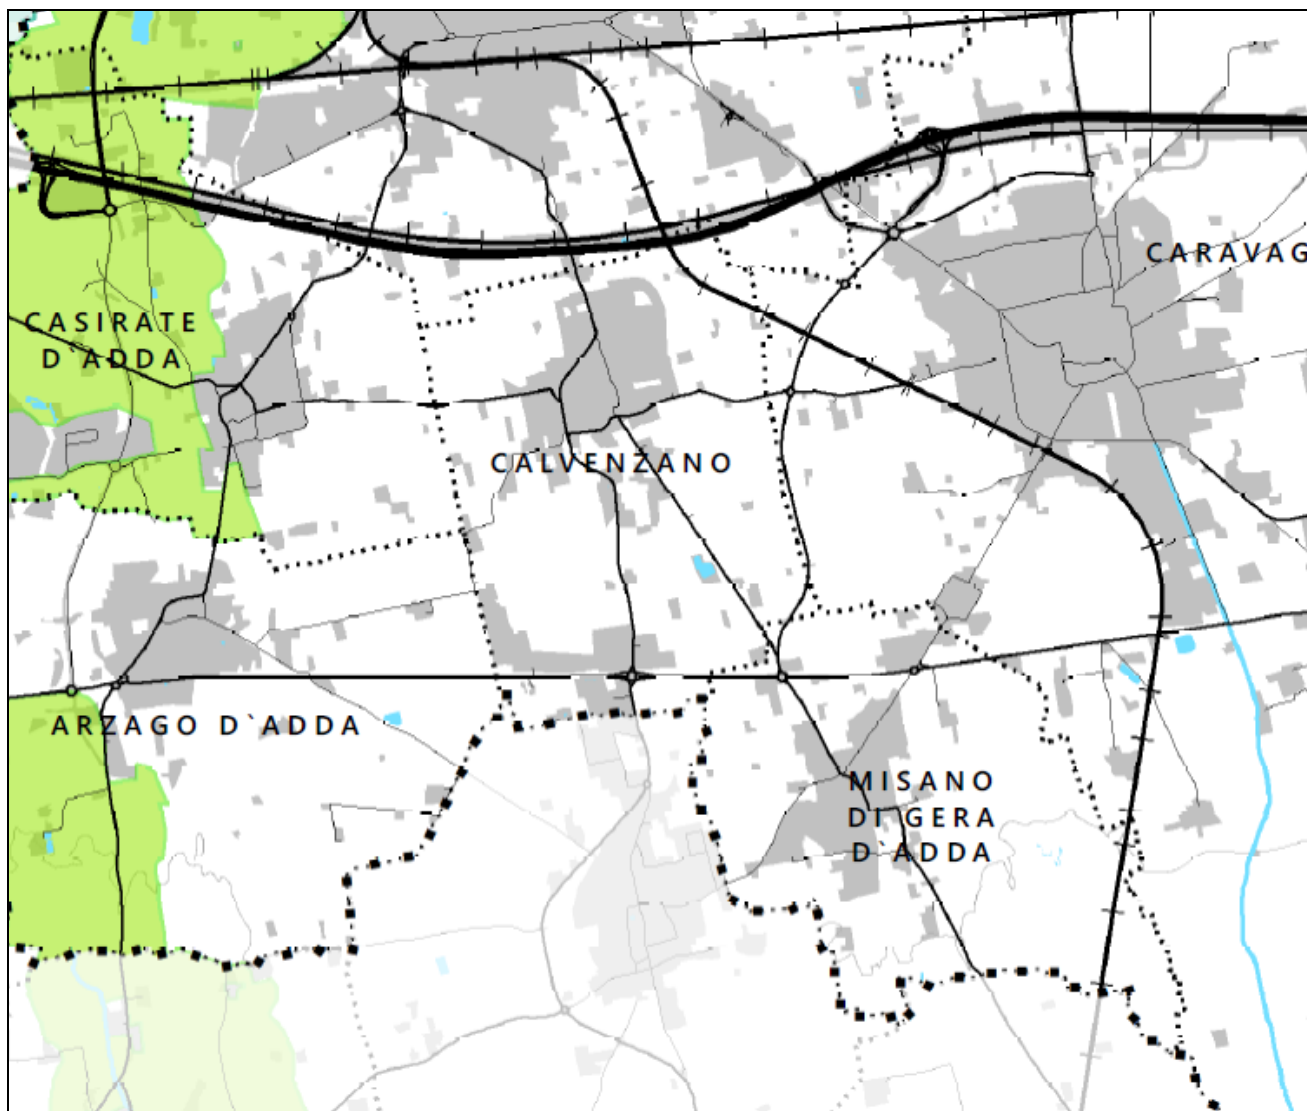 CARAVAG
CASIRATE
D`ADDA
CALVENZANO
ARZAGO D`ADDA
MISANO
DI GERA
D`ADDA